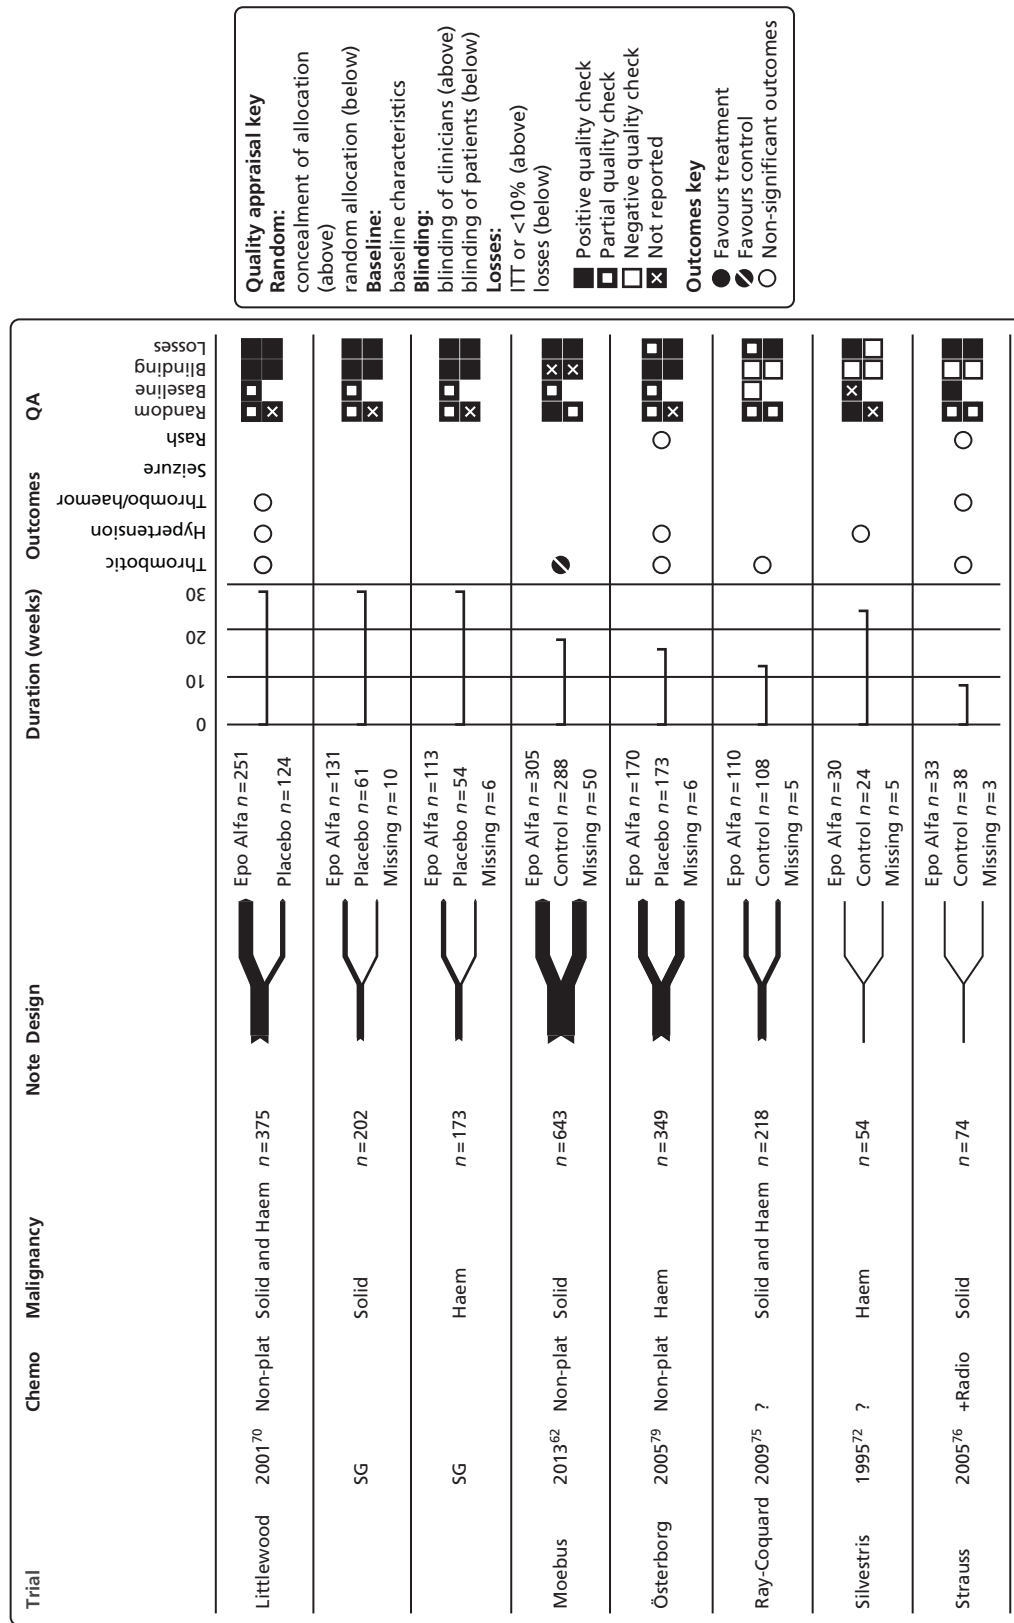 Trial Chemo Malignancy Note Design Duration (weeks) Outcomes QA
0 10 20 30 Thrombotic Hypertension Thrombo/haemor Seizure Rash Random Baseline Blinding Losses
Littlewood 200170 Non-plat Solid and Haem n=375 Epo Alfa n=251
Placebo n=124
SG Solid n=202 Epo Alfa n=131
Placebo n=61
Missing n=10
SG Haem n=173 Epo Alfa n=113
Placebo n=54
Missing n=6
Moebus 201362 Non-plat Solid n=643 Epo Alfa n=305
Control n=288
Missing n=50
Österborg 200579 Non-plat Haem n=349 Epo Alfa n=170
Placebo n=173
Missing n=6
Ray-Coquard 200975 ? Solid and Haem n=218 Epo Alfa n=110
Control n=108
Missing n=5
Silvestris 199572 ? Haem n=54 Epo Alfa n=30
Control n=24
Missing n=5
Strauss 200576 +Radio Solid n=74 Epo Alfa n=33
Control n=38
Missing n=3
Quality appraisal key
Random:
concealment of allocation
(above)
random allocation (below)
Baseline:
baseline characteristics
Blinding:
blinding of clinicians (above)
blinding of patients (below)
Losses:
ITT or <10% (above)
losses (below)
Positive quality check
Partial quality check
Negative quality check
Not reported
Outcomes key
Favours treatment
Favours control
Non-significant outcomes